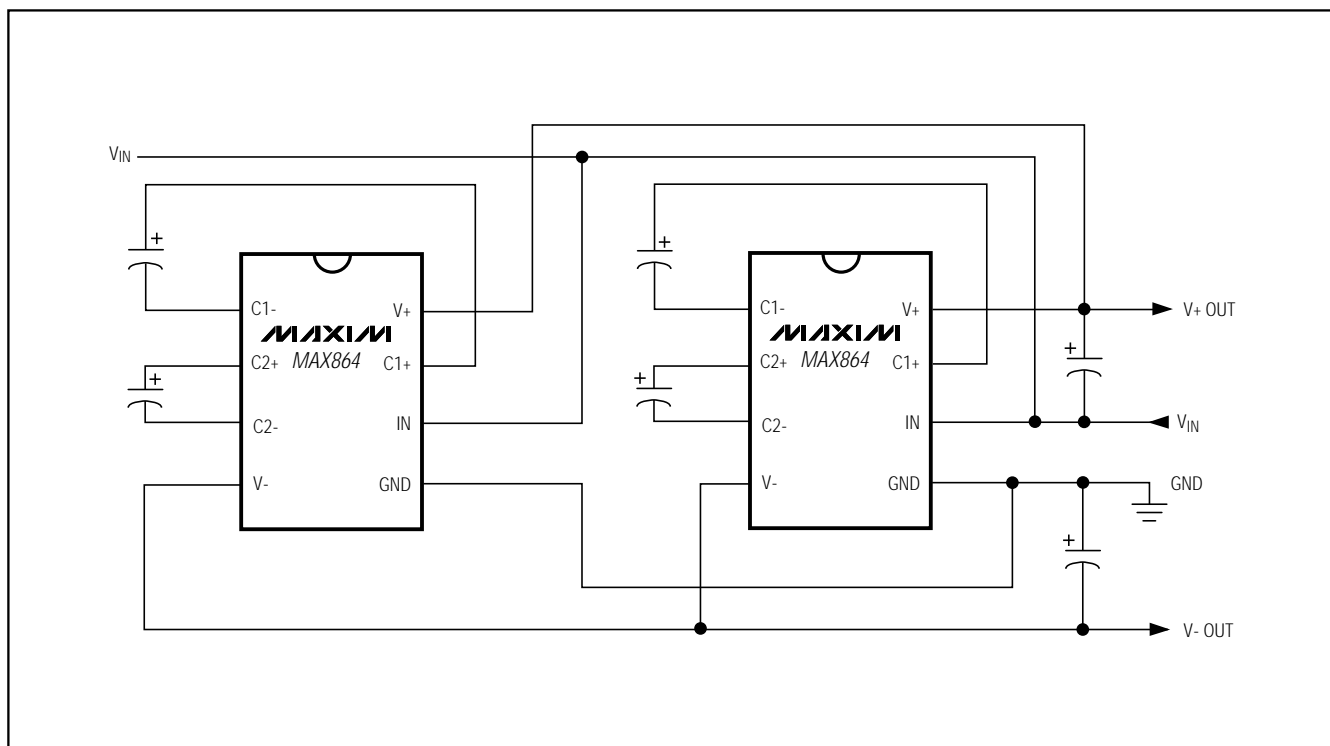 VIN
+
+
C1-
C2+
C2-
V-
V+
C1+
IN
GND
MAXIM
MAX864
+
+
C1-
C2+
C2-
V-
V+
C1+
IN
GND
MAXIM
MAX864
+
+
V+ OUT
VIN
GND
V- OUT